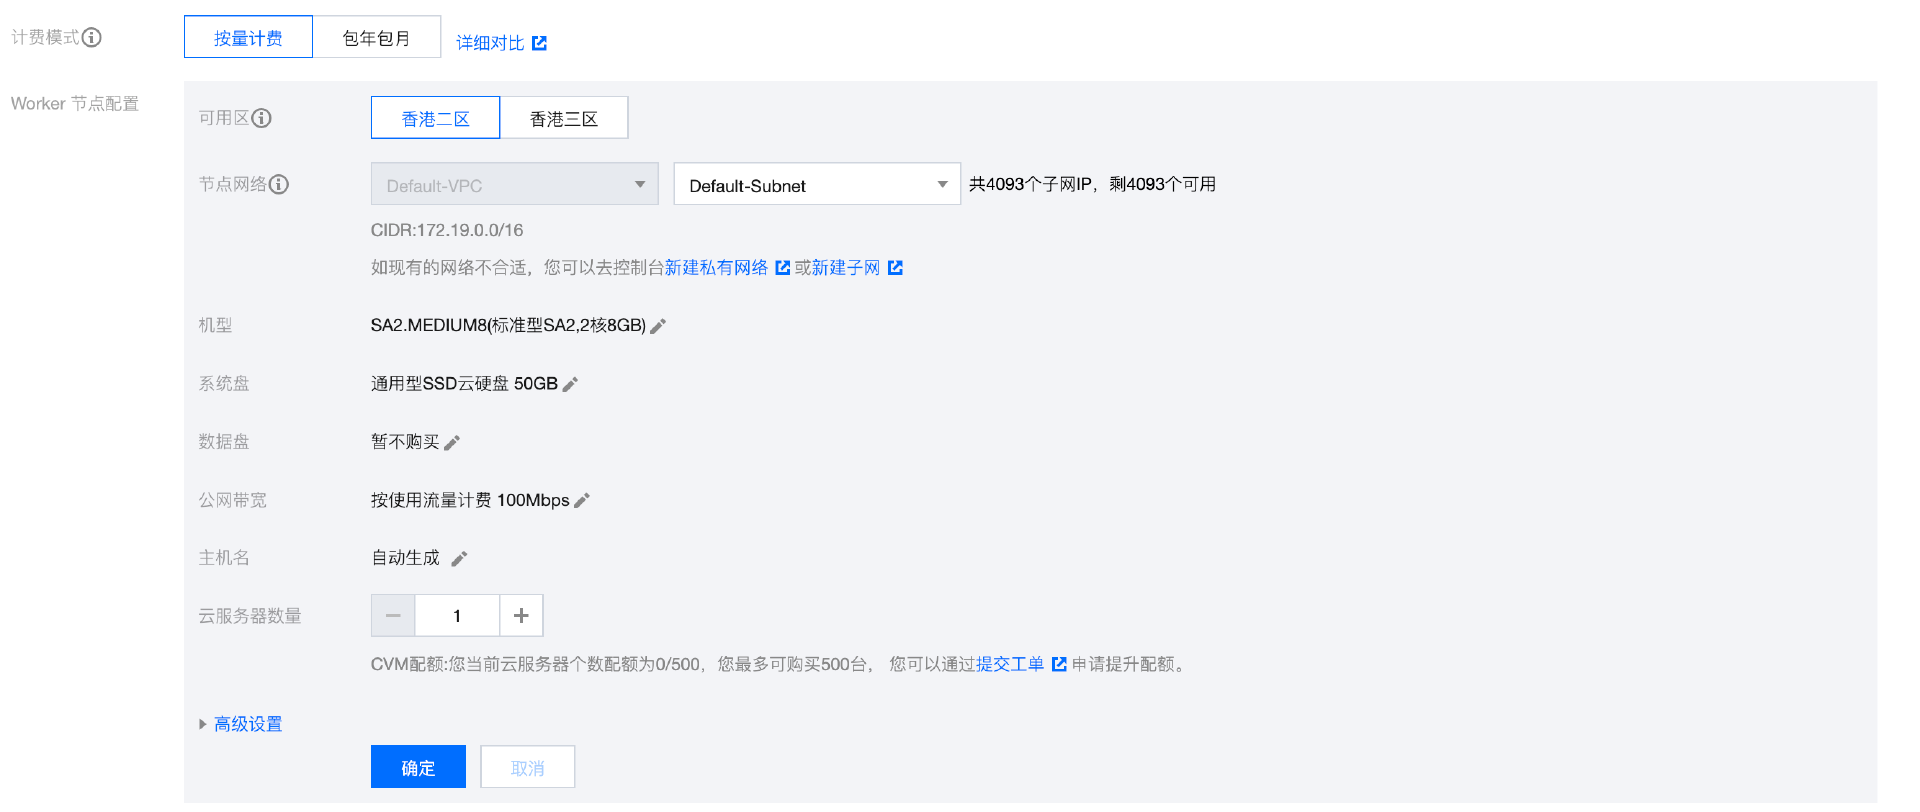 计费模式 按量计费 包年包月 详细对比
Worker 节点配置
可用区 香港二区 香港三区
节点网络 Default-VPC Default-Subnet 共4093个子网IP，剩4093个可用
CIDR:172.19.0.0/16
如现有的网络不合适，您可以去控制台新建私有网络 或新建子网
机型 SA2.MEDIUM8(标准型SA2,2核8GB)
系统盘 通用型SSD云硬盘 50GB
数据盘 暂不购买
公网带宽 按使用流量计费 100Mbps
主机名 自动生成
云服务器数量 1
CVM配额:您当前云服务器个数配额为0/500，您最多可购买500台， 您可以通过提交工单 申请提升配额。
高级设置
确定 取消